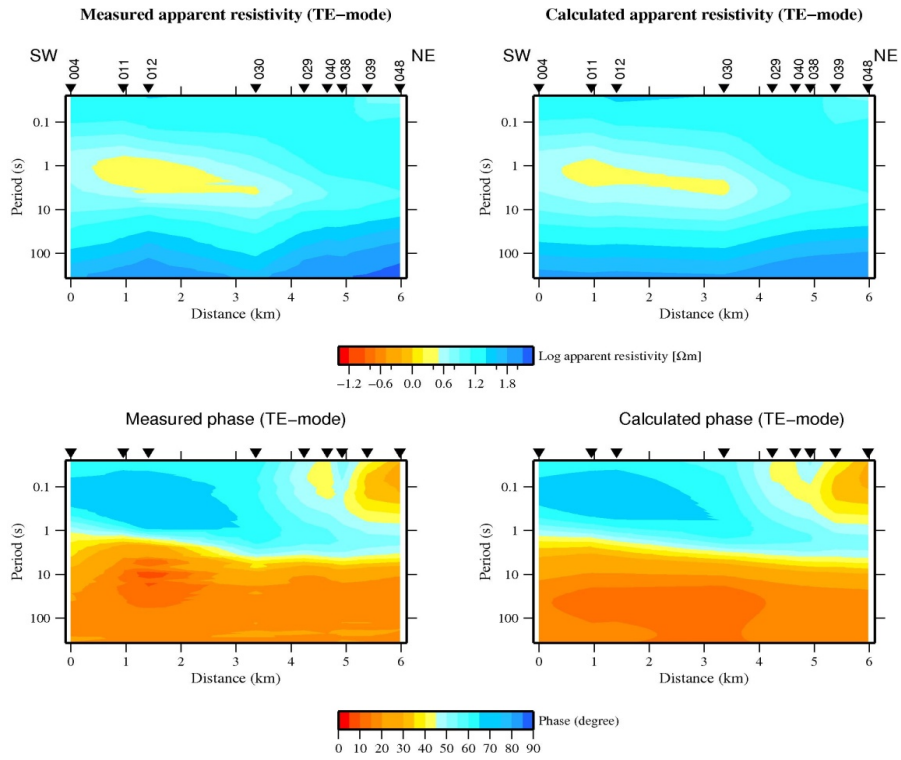 Measured apparent resistivity (TE−mode)
Calculated apparent resistivity (TE−mode)
SW
NE
SW
NE
004 011 012 030 029 040 038 039 048
004 011 012 030 029 040 038 039 048
Period (s)
0.1
1
10
100
0 1 2 3 4 5 6
Distance (km)
Period (s)
0.1
1
10
100
0 1 2 3 4 5 6
Distance (km)
Log apparent resistivity [Ωm]
−1.2 −0.6 0.0 0.6 1.2 1.8
Measured phase (TE−mode)
Calculated phase (TE−mode)
Period (s)
0.1
1
10
100
0 1 2 3 4 5 6
Distance (km)
Period (s)
0.1
1
10
100
0 1 2 3 4 5 6
Distance (km)
Phase (degree)
0 10 20 30 40 50 60 70 80 90